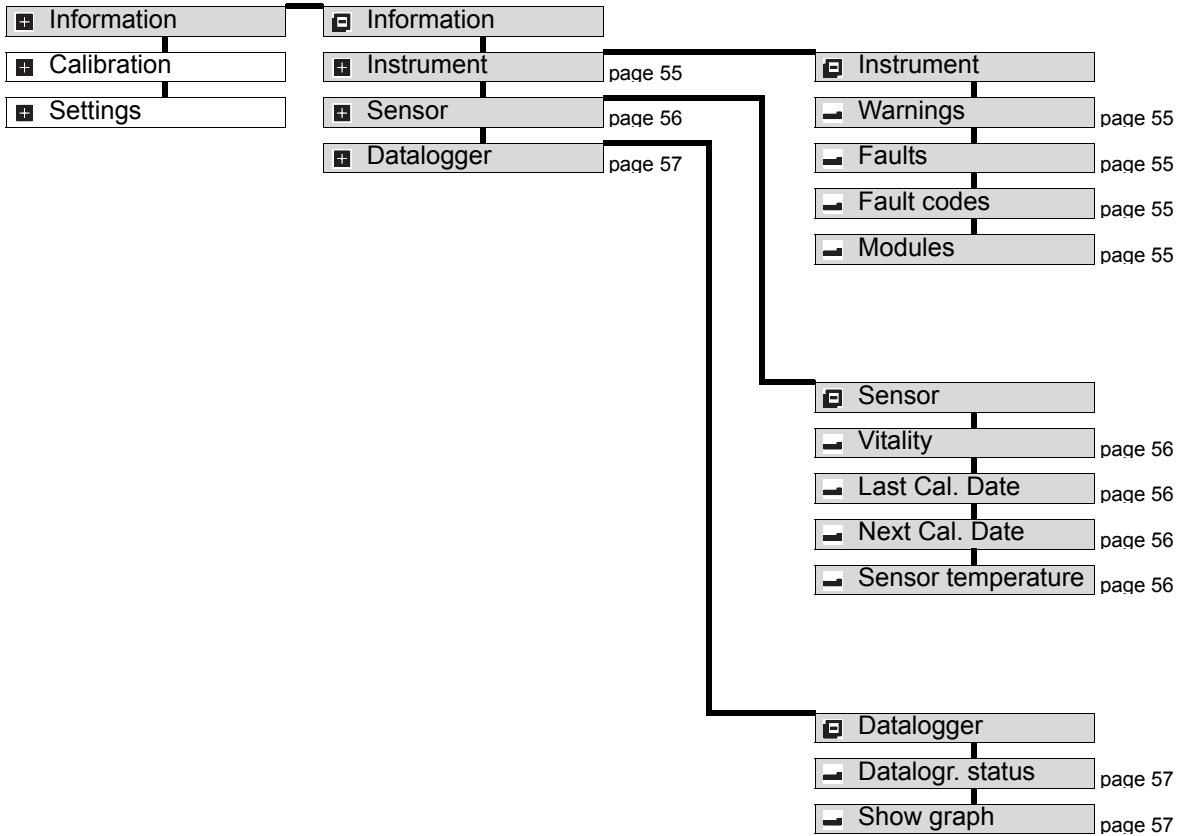 Information
Calibration
Settings
Information
Instrument page 55
Sensor page 56
Datalogger page 57
Instrument
Warnings page 55
Faults page 55
Fault codes page 55
Modules page 55
Sensor
Vitality page 56
Last Cal. Date page 56
Next Cal. Date page 56
Sensor temperature page 56
Datalogger
Datalogr. status page 57
Show graph page 57